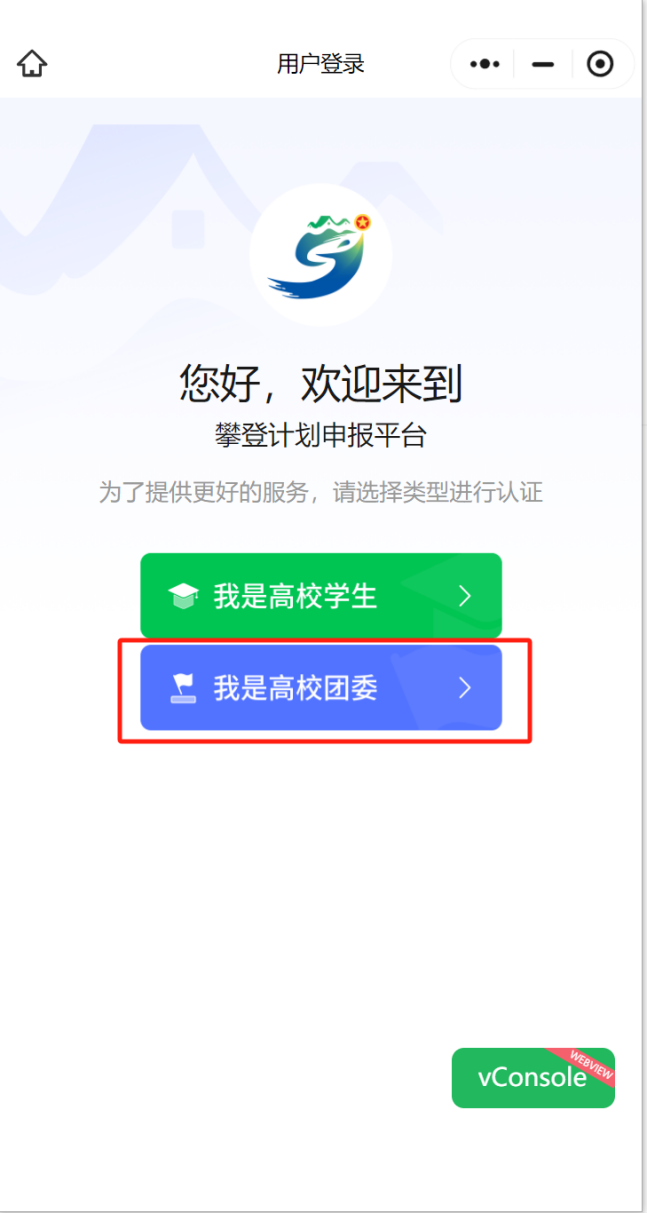 用户登录
您好，欢迎来到
攀登计划申报平台
为了提供更好的服务，请选择类型进行认证
我是高校学生
我是高校团委
WEBVIEW
vConsole